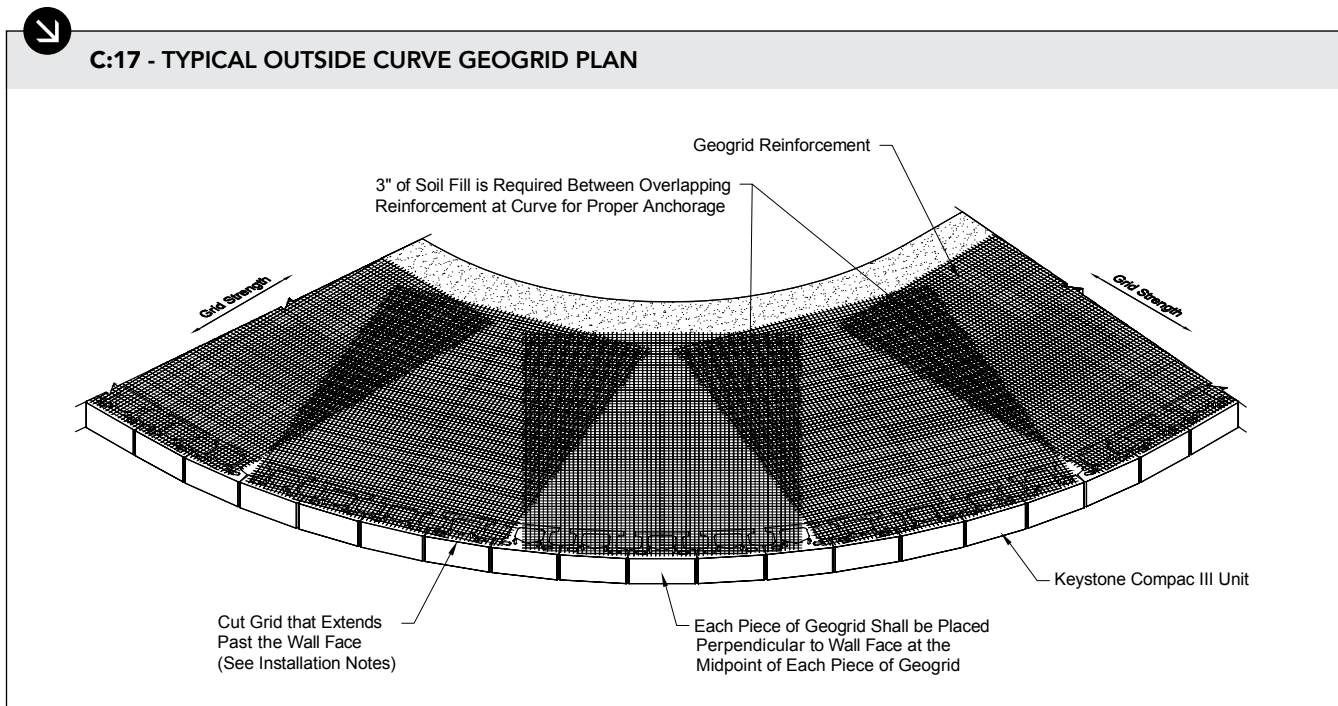 C:17 - TYPICAL OUTSIDE CURVE GEOGRID PLAN
Geogrid Reinforcement
3" of Soil Fill is Required Between Overlapping
Reinforcement at Curve for Proper Anchorage
Grid Strength
Grid Strength
Keystone Compac III Unit
Cut Grid that Extends
Past the Wall Face
(See Installation Notes)
Each Piece of Geogrid Shall be Placed
Perpendicular to Wall Face at the
Midpoint of Each Piece of Geogrid